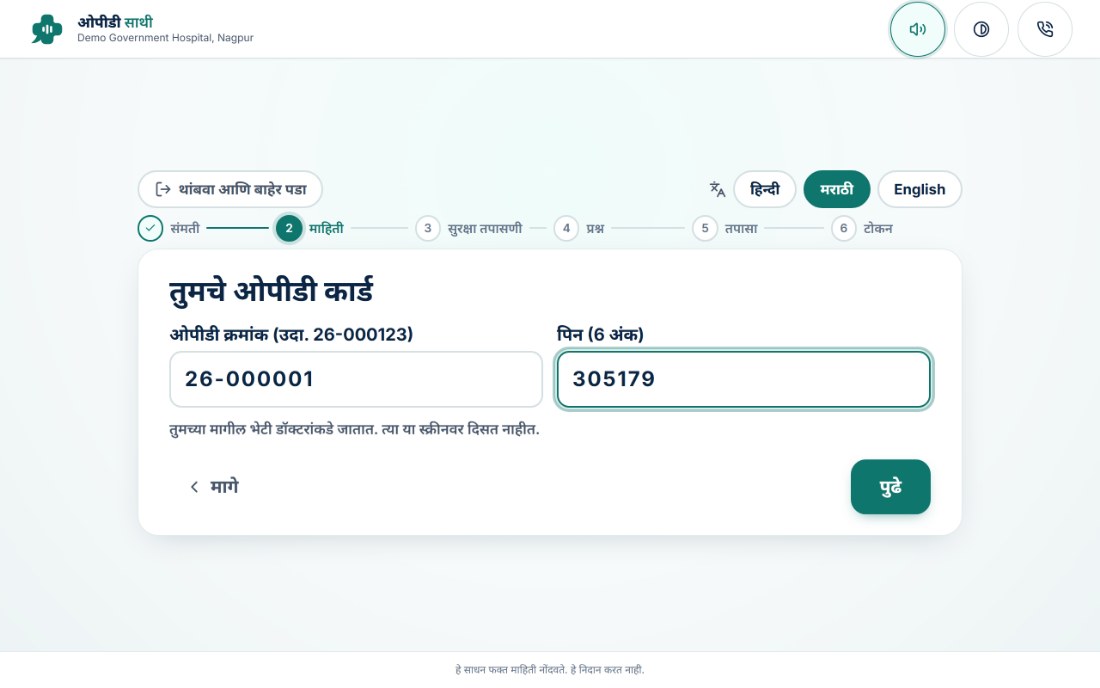 ओपीडी साथी
Demo Government Hospital, Nagpur
थांबवा आणि बाहेर पडा
हिन्दी मराठी English
संमती 2 माहिती 3 सुरक्षा तपासणी 4 प्रश्न 5 तपासा 6 टोकन
तुमचे ओपीडी कार्ड
ओपीडी क्रमांक (उदा. 26-000123) पिन (6 अंक)
26-000001 305179
तुमच्या मागील भेटी डॉक्टरांकडे जातात. त्या या स्क्रीनवर दिसत नाहीत.
मागे पुढे
हे साधन फक्त माहिती नोंदवते. हे निदान करत नाही.